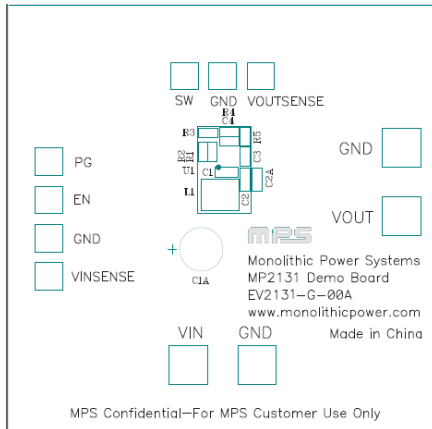 SW GND VOUTSENSE
R4
C4
R3
R5
R2
R1
C3
U1
C1
C2A
L1
C2
PG
EN
GND
VINSENSE
GND
VOUT
+
C1A
mps
Monolithic Power Systems
MP2131 Demo Board
EV2131-G-00A
www.monolithicpower.com
Made in China
VIN GND
MPS Confidential-For MPS Customer Use Only